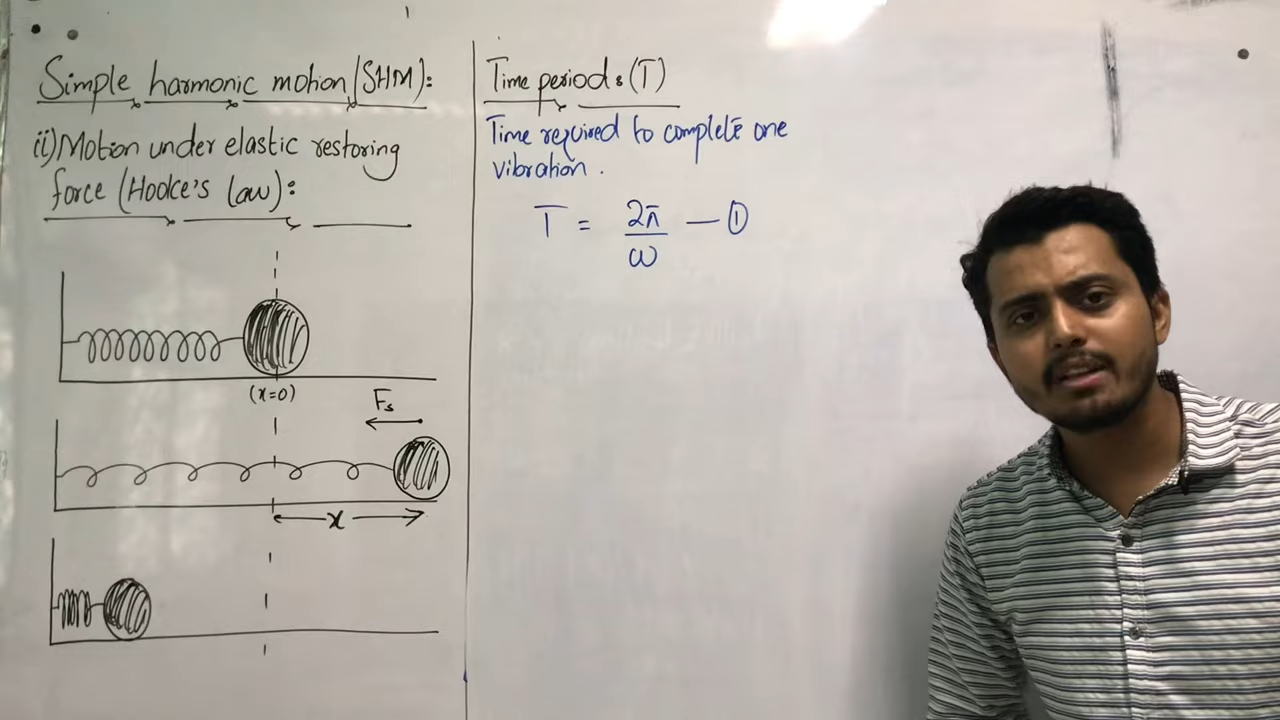 Simple harmonic motion (SHM):
ii) Motion under elastic restoring
force (Hooke's law):
(x=0)
Fs
x
Time period: (T)
Time required to complete one
vibration.
T = 2π/ω — ①